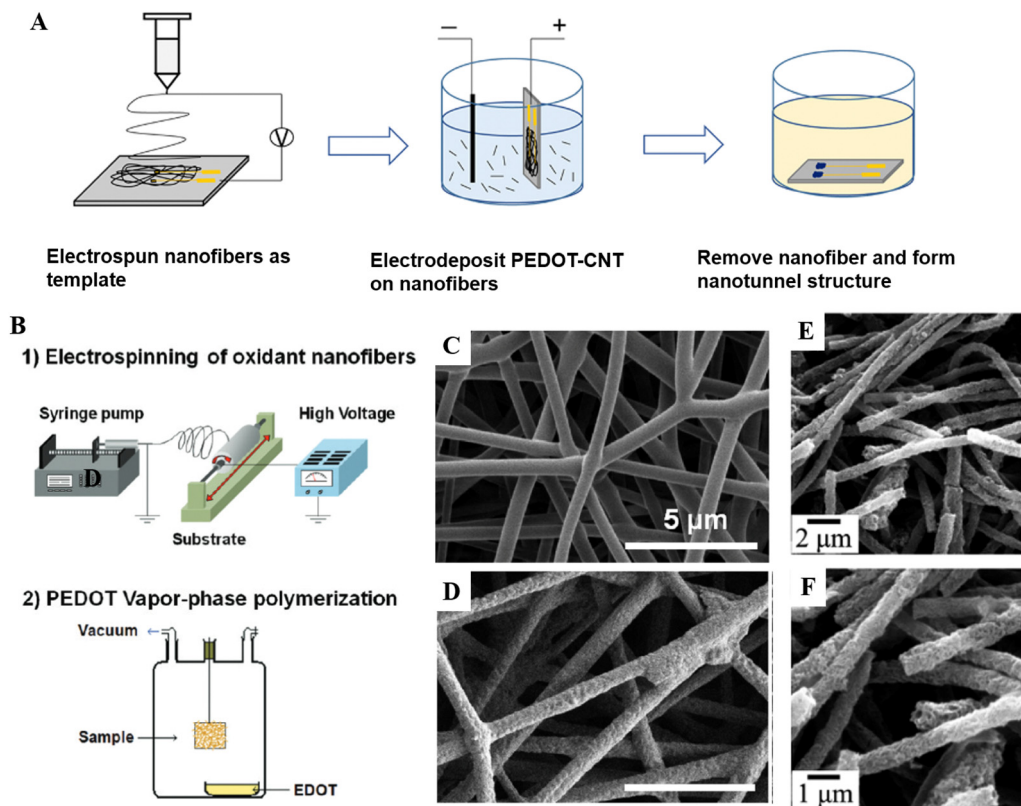 A
−
+
V
Electrospun nanofibers as
template
Electrodeposit PEDOT-CNT
on nanofibers
Remove nanofiber and form
nanotunnel structure
B
1) Electrospinning of oxidant nanofibers
Syringe pump
High Voltage
D
Substrate
2) PEDOT Vapor-phase polymerization
Vacuum
Sample
EDOT
C
5 µm
D
E
2 µm
F
1 µm